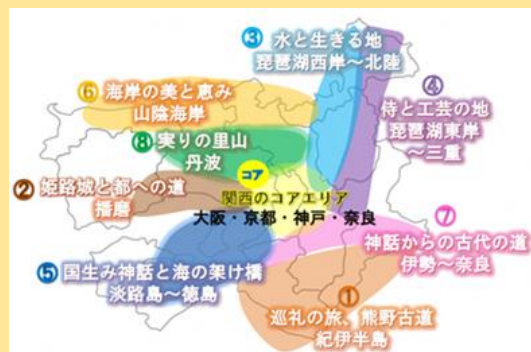 ③ 水と生きる地
琵琶湖西岸～北陸
⑥ 海岸の美と恵み
山陰海岸
④
侍と工芸の地
琵琶湖東岸
～三重
⑧ 実りの里山
丹波
コア
② 姫路城と都への道
播磨
関西のコアエリア
大阪・京都・神戸・奈良
⑦
神話からの古代の道
伊勢～奈良
⑤ 国生み神話と海の架け橋
淡路島～徳島
①
巡礼の旅、熊野古道
紀伊半島